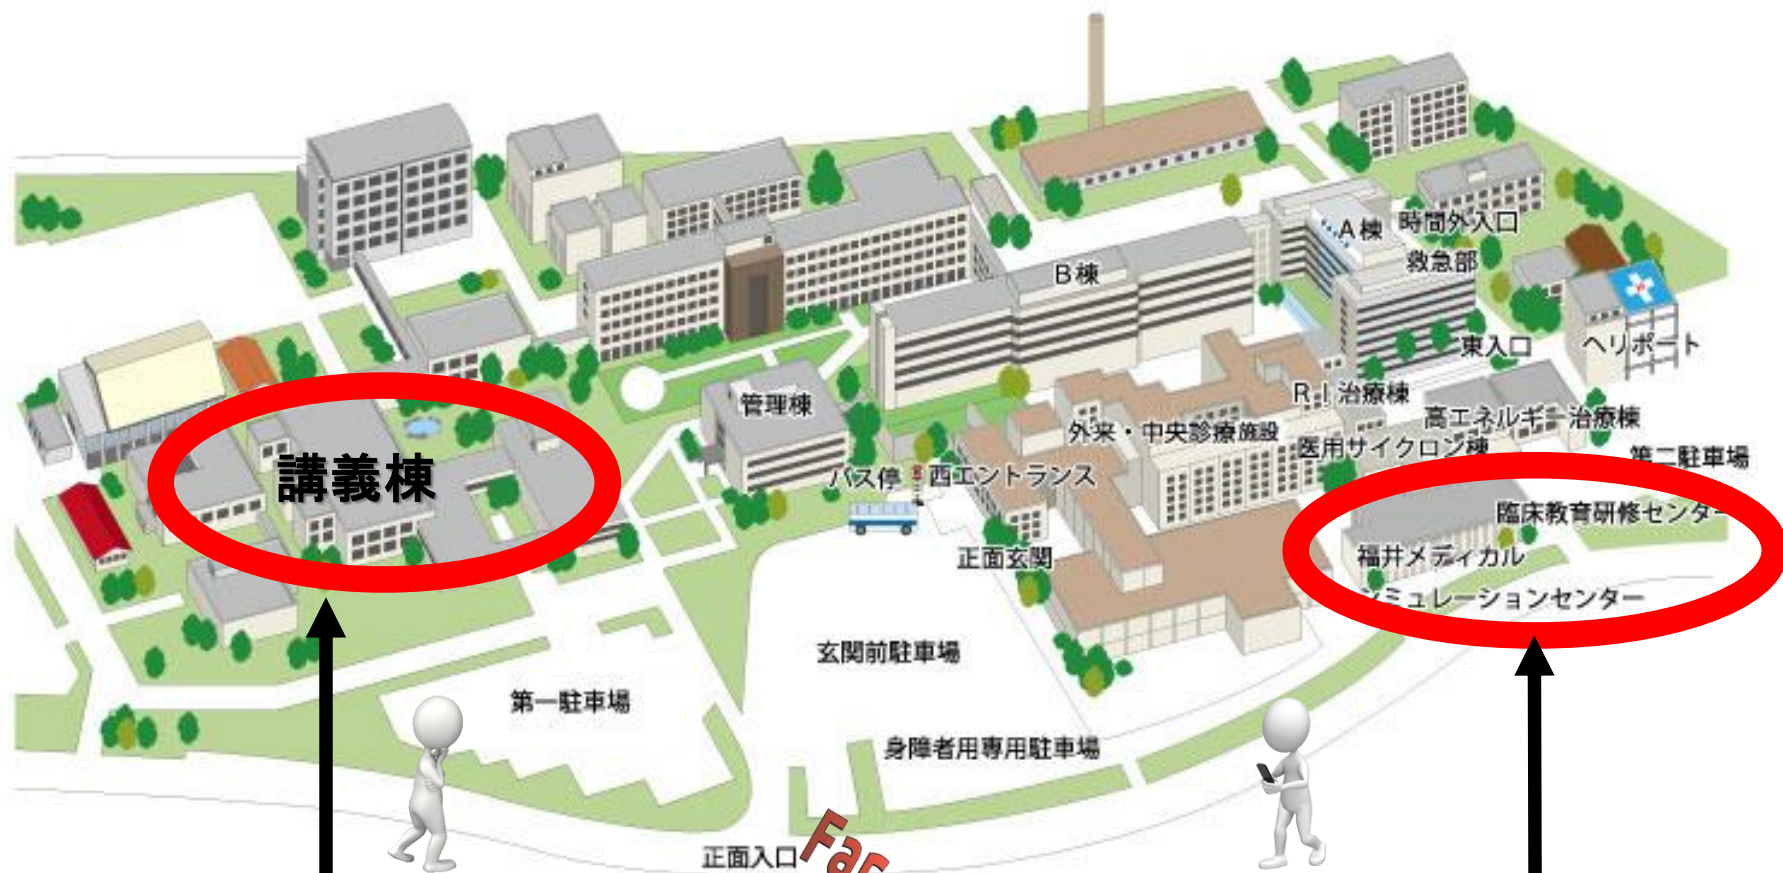 A棟
時間外入口
救急部
B棟
東入口
ヘリポート
RI治療棟
管理棟
高エネルギー治療棟
外来・中央診療施設
医用サイクロン棟
第二駐車場
講義棟
バス停
西エントランス
臨床教育研修センター
正面玄関
福井メディカル
シミュレーションセンター
玄関前駐車場
第一駐車場
身障者用専用駐車場
正面入口
Far